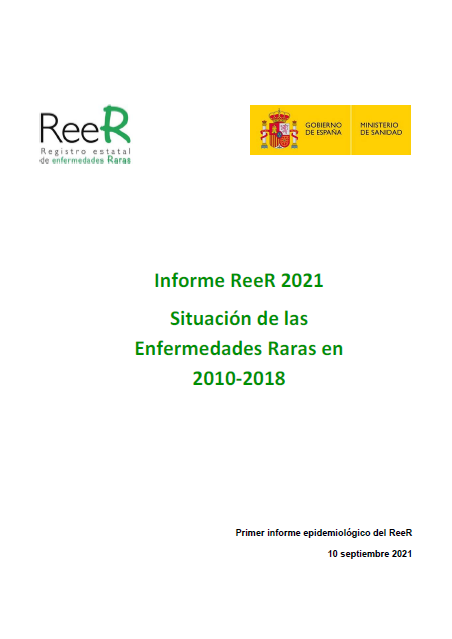 ReeR
Registro estatal
de enfermedades Raras
GOBIERNO
DE ESPAÑA
MINISTERIO
DE SANIDAD
Informe ReeR 2021
Situación de las
Enfermedades Raras en
2010-2018
Primer informe epidemiológico del ReeR
10 septiembre 2021